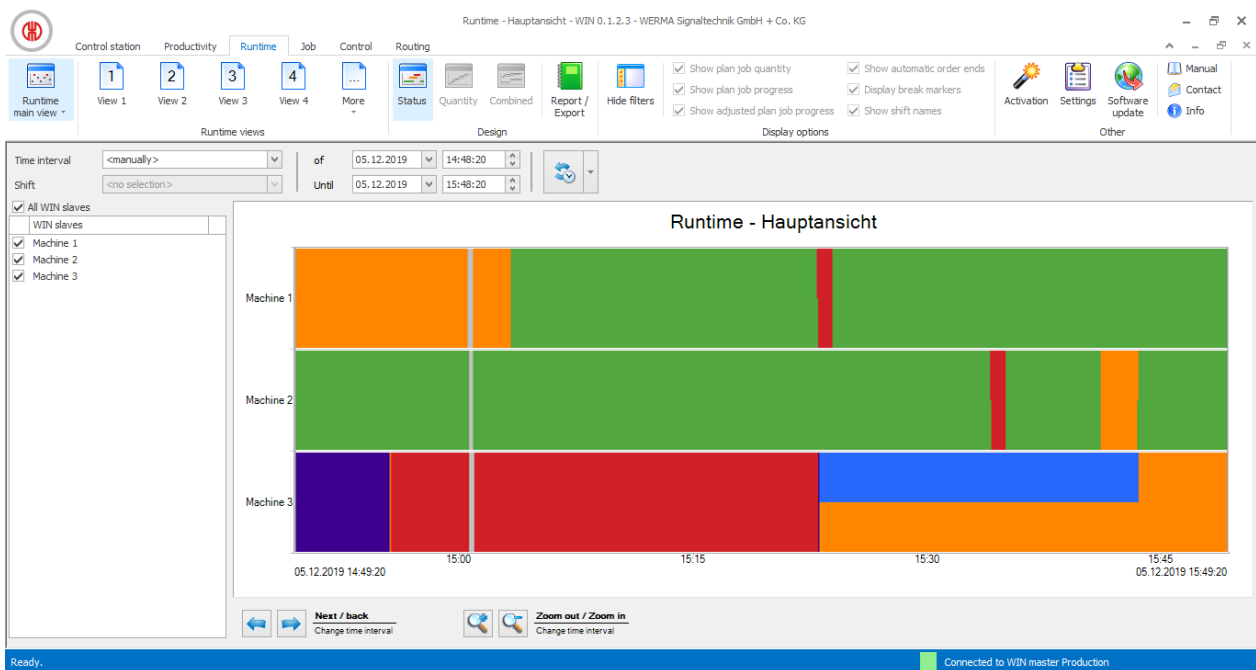 Runtime - Hauptansicht - WIN 0.1.2.3 - WERMA Signaltechnik GmbH + Co. KG
Control station Productivity Runtime Job Control Routing
Runtime main view
1 View 1
2 View 2
3 View 3
4 View 4
... More
Runtime views
Status Quantity Combined
Design
Report / Export
Hide filters
Show plan job quantity
Show plan job progress
Show adjusted plan job progress
Show automatic order ends
Display break markers
Show shift names
Display options
Activation Settings Software update
Manual
Contact
Info
Other
Time interval <manually> of 05.12.2019 14:48:20
Shift <no selection> Until 05.12.2019 15:48:20
All WIN slaves
WIN slaves
Machine 1
Machine 2
Machine 3
Runtime - Hauptansicht
Machine 1
Machine 2
Machine 3
15:00 15:15 15:30 15:45
05.12.2019 14:49:20 05.12.2019 15:49:20
Next / back
Change time interval
Zoom out / Zoom in
Change time interval
Ready. Connected to WIN master Production